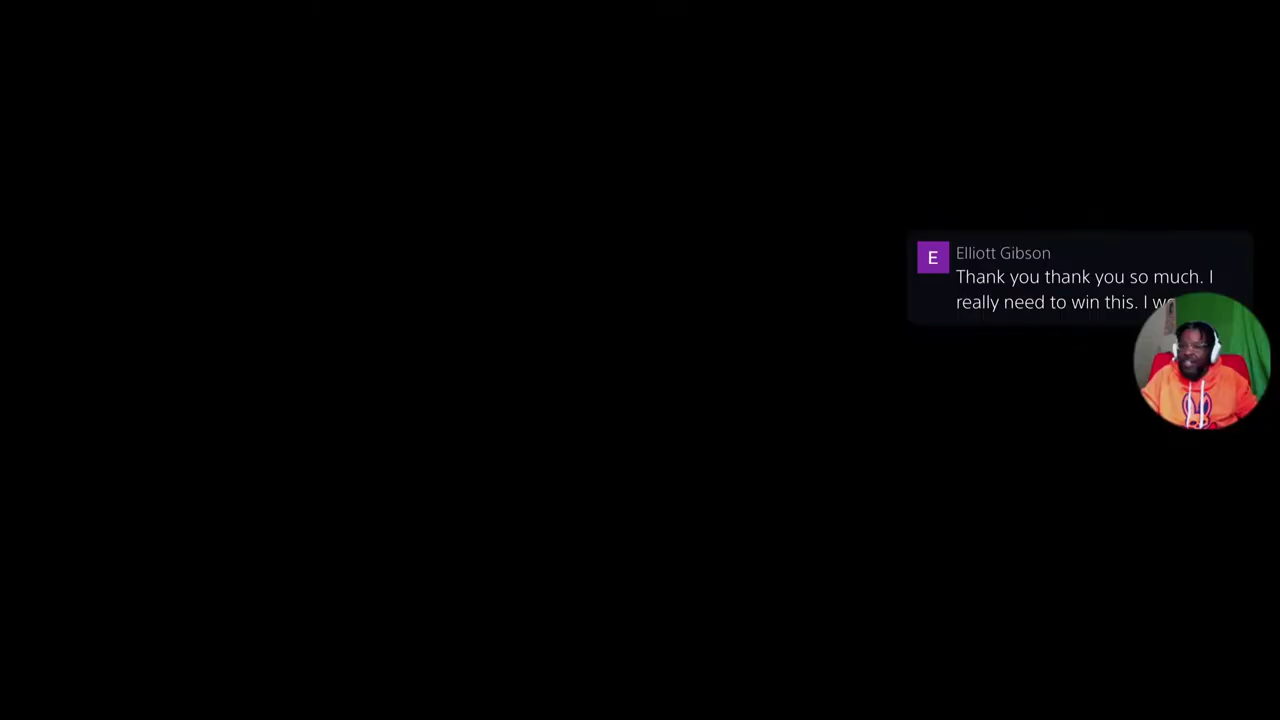 E
Elliott Gibson
Thank you thank you so much. I
really need to win this. I